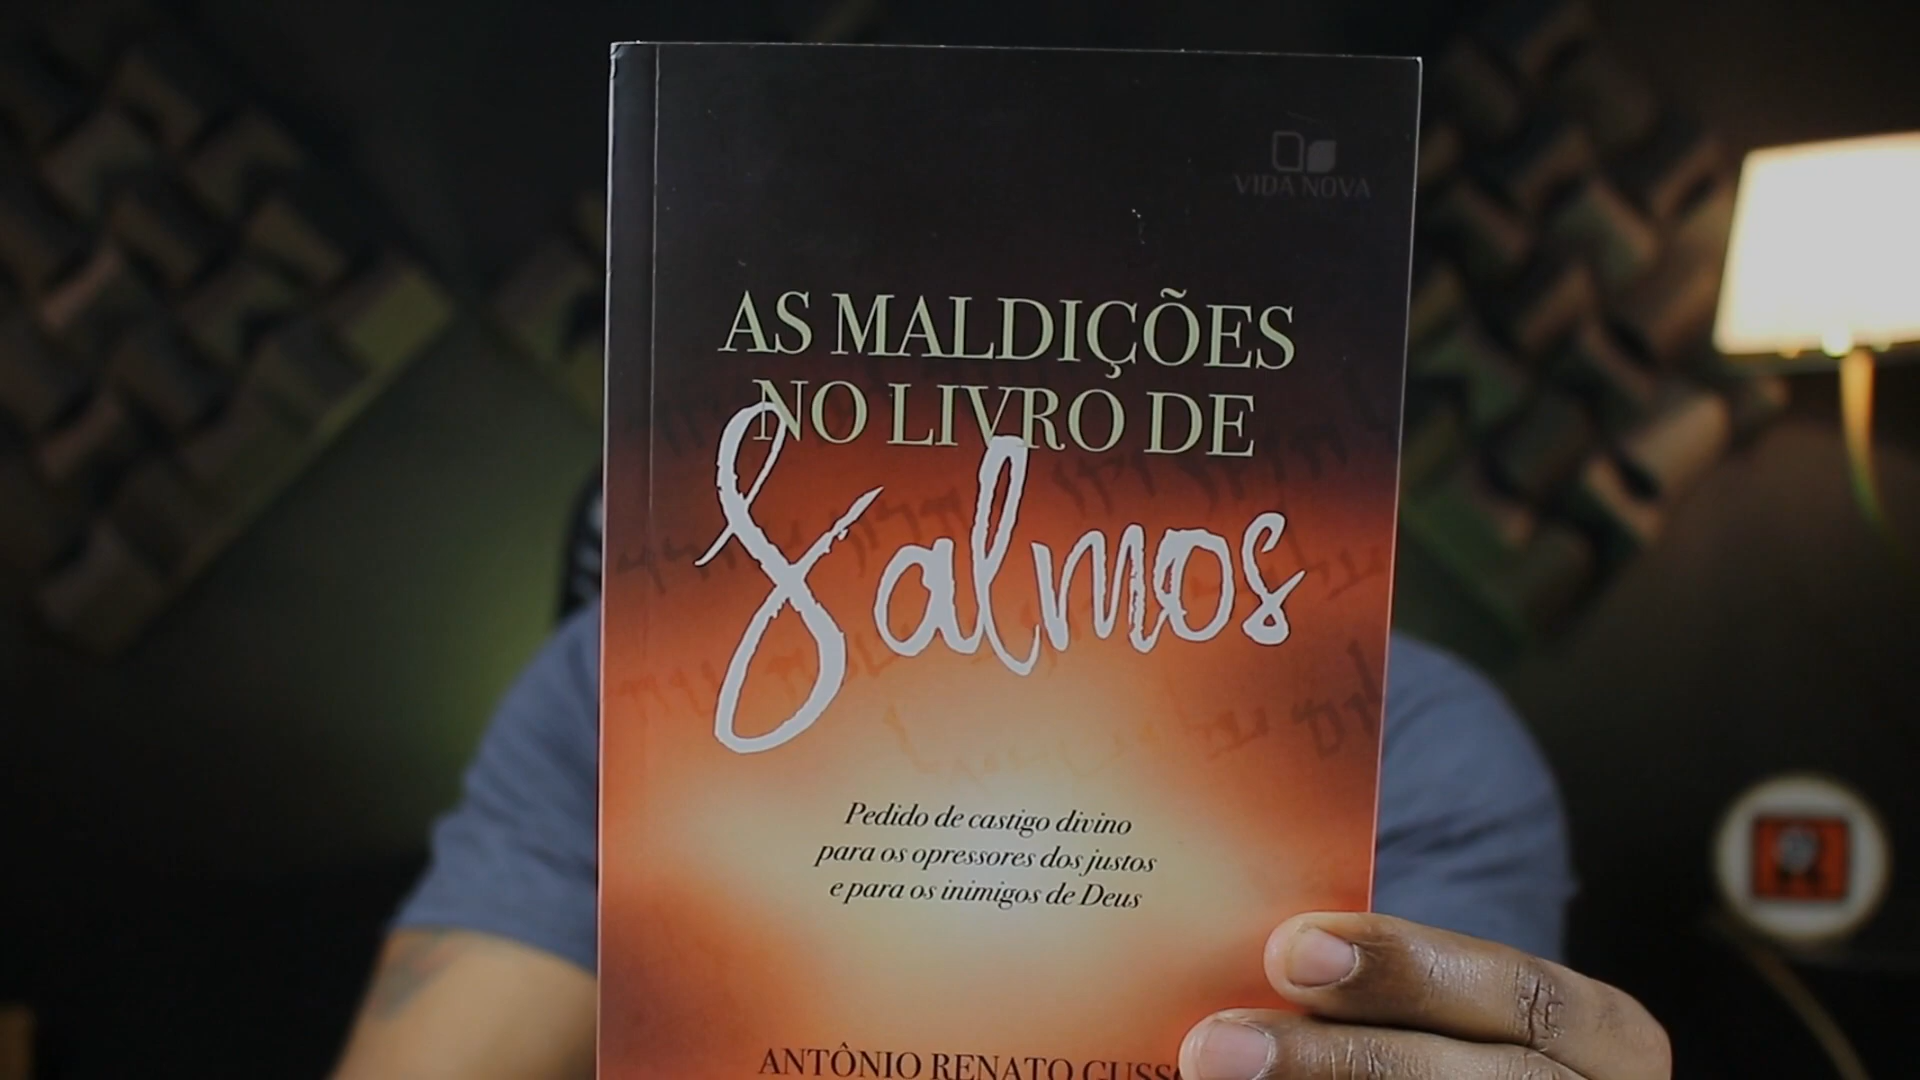 VIDA NOVA
AS MALDIÇÕES
NO LIVRO DE
Salmos
Pedido de castigo divino
para os opressores dos justos
e para os inimigos de Deus
ANTÔNIO RENATO GUSSO